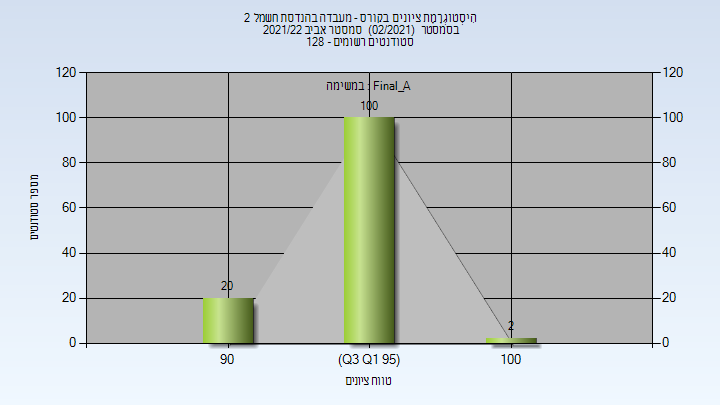 היסטוגרמת ציונים בקורס - מעבדה בהנדסת חשמל 2
בסמסטר (02/2021) סמסטר אביב 2021/22
סטודנטים רשומים - 128
במשימה : Final_A
120
100
80
60
40
20
0
מספר סטודנטים
20
100
2
120
100
80
60
40
20
0
90
(Q3 Q1 95)
100
טווח ציונים